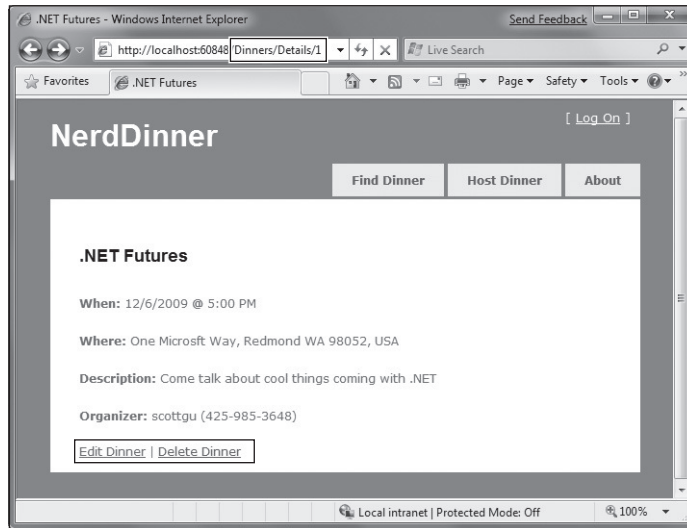 .NET Futures - Windows Internet Explorer
Send Feedback
http://localhost:60848/Dinners/Details/1
Live Search
Favorites
.NET Futures
Page
Safety
Tools
[ Log On ]
NerdDinner
Find Dinner
Host Dinner
About
.NET Futures
When: 12/6/2009 @ 5:00 PM
Where: One Microsft Way, Redmond WA 98052, USA
Description: Come talk about cool things coming with .NET
Organizer: scottgu (425-985-3648)
Edit Dinner | Delete Dinner
Local intranet | Protected Mode: Off
100%